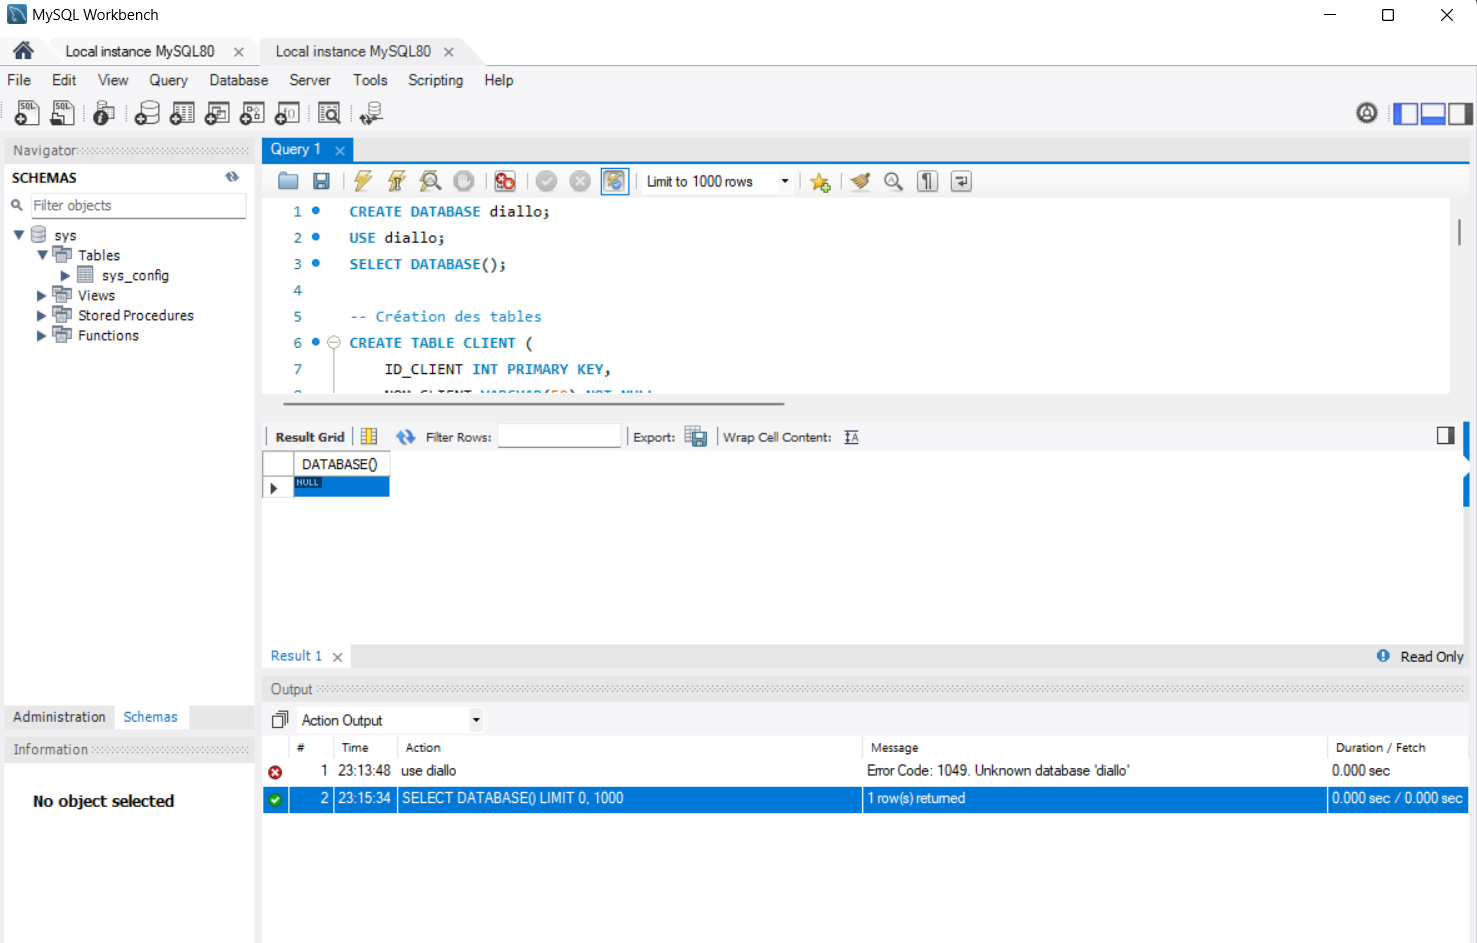 MySQL Workbench
Local instance MySQL80
Local instance MySQL80
File Edit View Query Database Server Tools Scripting Help
SQL
SQL
Navigator
SCHEMAS
Filter objects
sys
Tables
sys_config
Views
Stored Procedures
Functions
Query 1
Limit to 1000 rows
1 CREATE DATABASE diallo;
2 USE diallo;
3 SELECT DATABASE();
4
5 -- Création des tables
6 CREATE TABLE CLIENT (
7 ID_CLIENT INT PRIMARY KEY,
Result Grid Filter Rows: Export: Wrap Cell Content: IA
DATABASE()
NULL
Result 1
Read Only
Output
Action Output
# Time Action Message Duration / Fetch
1 23:13:48 use diallo Error Code: 1049. Unknown database 'diallo' 0.000 sec
2 23:15:34 SELECT DATABASE() LIMIT 0, 1000 1 row(s) returned 0.000 sec / 0.000 sec
Administration Schemas
Information
No object selected